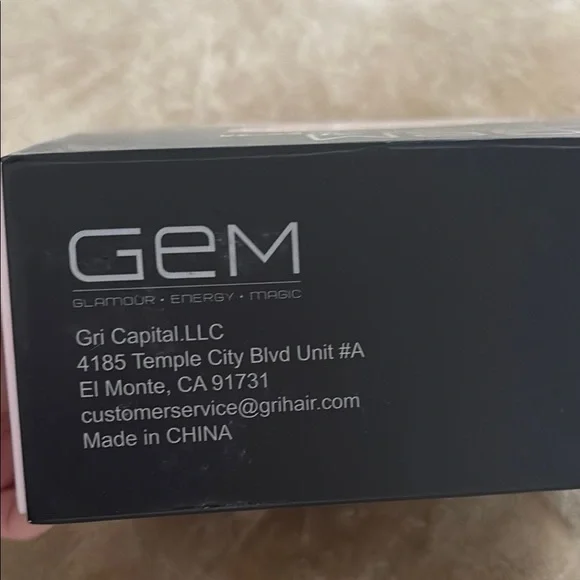 GeM
GLAMOUR • ENERGY • MAGIC
Gri Capital.LLC
4185 Temple City Blvd Unit #A
El Monte, CA 91731
customerservice@grihair.com
Made in CHINA